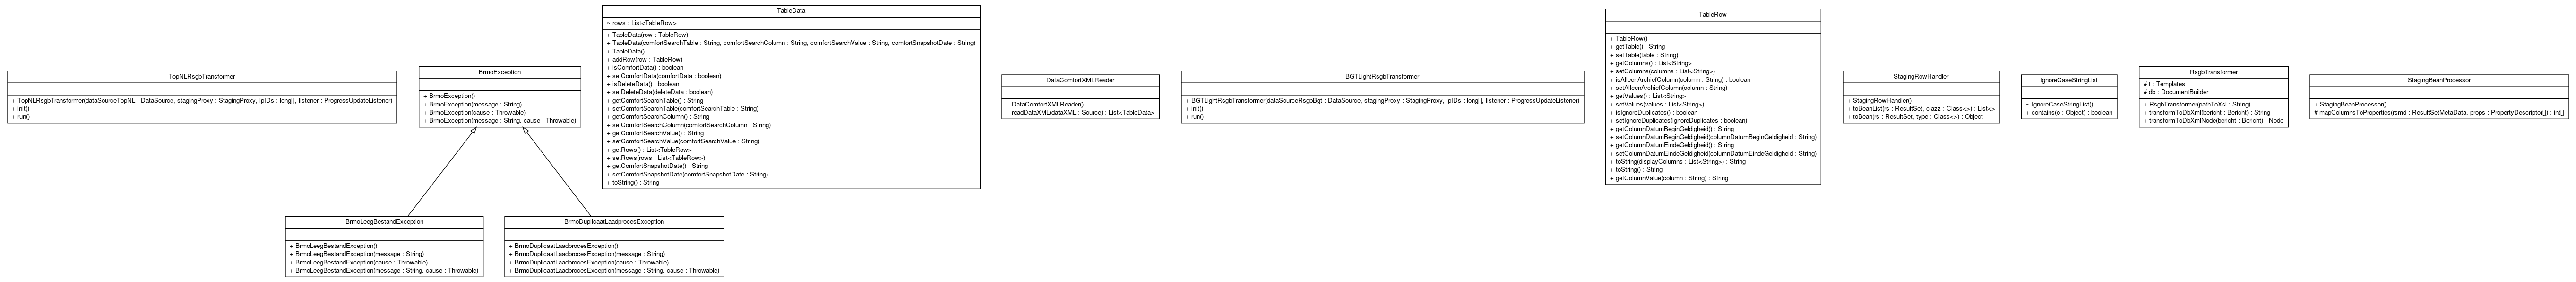 TopNLRsgbTransformer
+ TopNLRsgbTransformer(dataSourceTopNL : DataSource, stagingProxy : StagingProxy, lpIDs : long[], listener : ProgressUpdateListener)
+ init()
+ run()
BrmoException
+ BrmoException()
+ BrmoException(message : String)
+ BrmoException(cause : Throwable)
+ BrmoException(message : String, cause : Throwable)
BrmoLeegBestandException
+ BrmoLeegBestandException()
+ BrmoLeegBestandException(message : String)
+ BrmoLeegBestandException(cause : Throwable)
+ BrmoLeegBestandException(message : String, cause : Throwable)
BrmoDuplicaatLaadprocesException
+ BrmoDuplicaatLaadprocesException()
+ BrmoDuplicaatLaadprocesException(message : String)
+ BrmoDuplicaatLaadprocesException(cause : Throwable)
+ BrmoDuplicaatLaadprocesException(message : String, cause : Throwable)
TableData
~ rows : List<TableRow>
+ TableData(row : TableRow)
+ TableData(comfortSearchTable : String, comfortSearchColumn : String, comfortSearchValue : String, comfortSnapshotDate : String)
+ TableData()
+ addRow(row : TableRow)
+ isComfortData() : boolean
+ setComfortData(comfortData : boolean)
+ isDeleteData() : boolean
+ setDeleteData(deleteData : boolean)
+ getComfortSearchTable() : String
+ setComfortSearchTable(comfortSearchTable : String)
+ getComfortSearchColumn() : String
+ setComfortSearchColumn(comfortSearchColumn : String)
+ getComfortSearchValue() : String
+ setComfortSearchValue(comfortSearchValue : String)
+ getRows() : List<TableRow>
+ setRows(rows : List<TableRow>)
+ getComfortSnapshotDate() : String
+ setComfortSnapshotDate(comfortSnapshotDate : String)
+ toString() : String
DataComfortXMLReader
+ DataComfortXMLReader()
+ readDataXML(dataXML : Source) : List<TableData>
BGTLightRsgbTransformer
+ BGTLightRsgbTransformer(dataSourceRsgbBgt : DataSource, stagingProxy : StagingProxy, lpIDs : long[], listener : ProgressUpdateListener)
+ init()
+ run()
TableRow
+ TableRow()
+ getTable() : String
+ setTable(table : String)
+ getColumns() : List<String>
+ setColumns(columns : List<String>)
+ isAlleenArchiefColumn(column : String) : boolean
+ setAlleenArchiefColumn(column : String)
+ getValues() : List<String>
+ setValues(values : List<String>)
+ isIgnoreDuplicates() : boolean
+ setIgnoreDuplicates(ignoreDuplicates : boolean)
+ getColumnDatumBeginGeldigheid() : String
+ setColumnDatumBeginGeldigheid(columnDatumBeginGeldigheid : String)
+ getColumnDatumEindeGeldigheid() : String
+ setColumnDatumEindeGeldigheid(columnDatumEindeGeldigheid : String)
+ toString(displayColumns : List<String>) : String
+ toString() : String
+ getColumnValue(column : String) : String
StagingRowHandler
+ StagingRowHandler()
+ toBeanList(rs : ResultSet, clazz : Class<>) : List<>
+ toBean(rs : ResultSet, type : Class<>) : Object
IgnoreCaseStringList
~ IgnoreCaseStringList()
+ contains(o : Object) : boolean
RsgbTransformer
# t : Templates
# db : DocumentBuilder
+ RsgbTransformer(pathToXsl : String)
+ transformToDbXml(bericht : Bericht) : String
+ transformToDbXmlNode(bericht : Bericht) : Node
StagingBeanProcessor
+ StagingBeanProcessor()
# mapColumnsToProperties(rsmd : ResultSetMetaData, props : PropertyDescriptor[]) : int[]